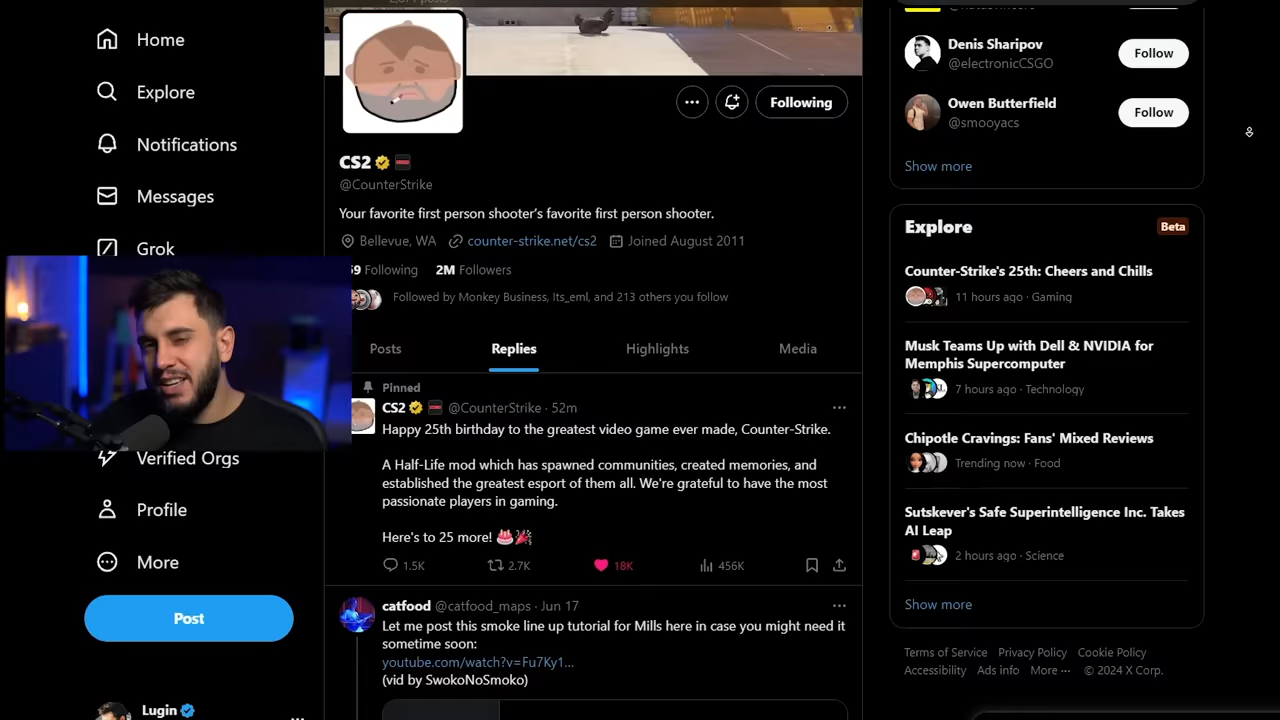 Home
Explore
Notifications
Messages
Grok
Verified Orgs
Profile
More
Post
Lugin
Following
CS2
@CounterStrike
Your favorite first person shooter’s favorite first person shooter.
Bellevue, WA counter-strike.net/cs2 Joined August 2011
Following 2M Followers
Followed by Monkey Business, Its_eml, and 213 others you follow
Posts Replies Highlights Media
Pinned
CS2 @CounterStrike · 52m
Happy 25th birthday to the greatest video game ever made, Counter-Strike.
A Half-Life mod which has spawned communities, created memories, and
established the greatest esport of them all. We're grateful to have the most
passionate players in gaming.
Here's to 25 more!
1.5K 2.7K 18K 456K
catfood @catfood_maps · Jun 17
Let me post this smoke line up tutorial for Mills here in case you might need it
sometime soon:
youtube.com/watch?v=Fu7Ky1...
(vid by SwokoNoSmoko)
Denis Sharipov
@electronicCSGO
Follow
Owen Butterfield
@smooyacs
Follow
Show more
Explore Beta
Counter-Strike's 25th: Cheers and Chills
11 hours ago · Gaming
Musk Teams Up with Dell & NVIDIA for
Memphis Supercomputer
7 hours ago · Technology
Chipotle Cravings: Fans' Mixed Reviews
Trending now · Food
Sutskever's Safe Superintelligence Inc. Takes
AI Leap
2 hours ago · Science
Show more
Terms of Service Privacy Policy Cookie Policy
Accessibility Ads info More ··· © 2024 X Corp.